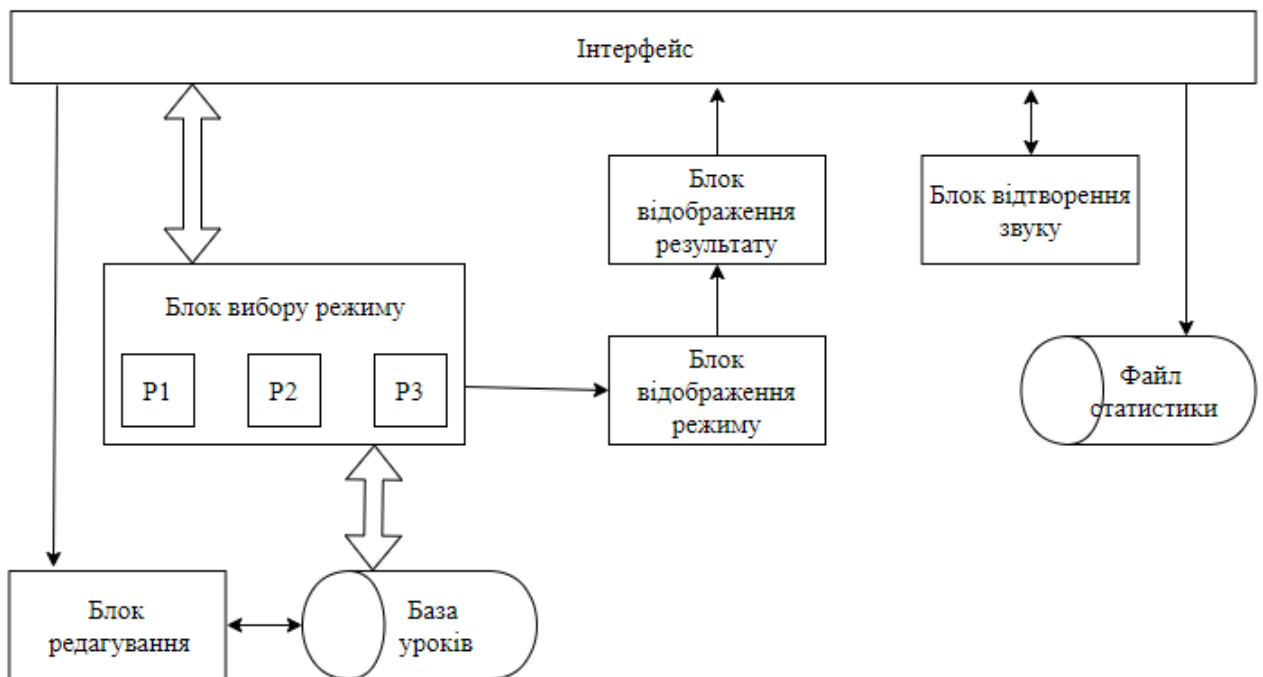 Інтерфейс
Блок
відображення
результату
Блок відтворення
звуку
Блок вибору режиму
Р1 Р2 Р3
Блок
відображення
режиму
Файл
статистики
Блок
редагування
База
уроків